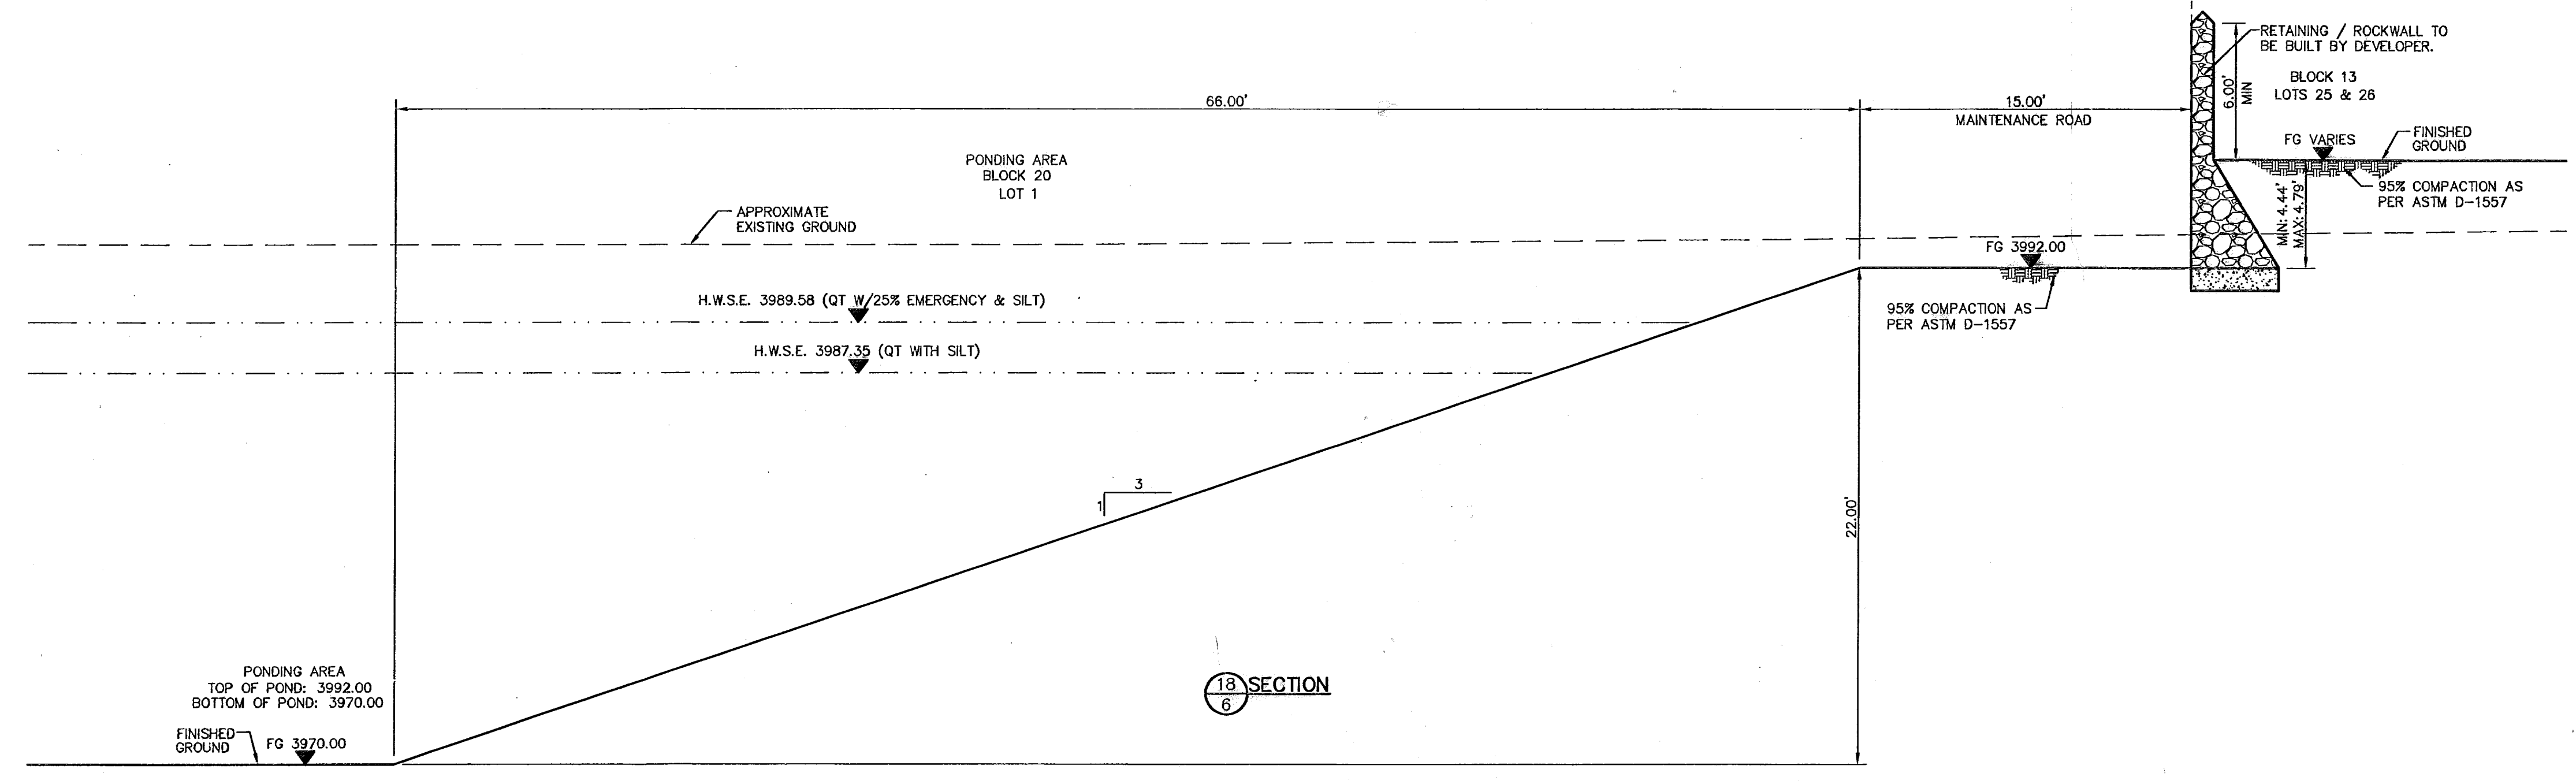 RETAINING / ROCKWALL TO
BE BUILT BY DEVELOPER.
BLOCK 13
LOTS 25 & 26
6.00'
MIN
66.00'
15.00'
MAINTENANCE ROAD
FG VARIES
FINISHED
GROUND
PONDING AREA
BLOCK 20
LOT 1
95% COMPACTION AS
PER ASTM D-1557
MIN: 4.44'
MAX: 4.79'
APPROXIMATE
EXISTING GROUND
FG 3992.00
H.W.S.E. 3989.58 (QT W/25% EMERGENCY & SILT)
95% COMPACTION AS
PER ASTM D-1557
H.W.S.E. 3987.35 (QT WITH SILT)
3
1
22.00'
PONDING AREA
TOP OF POND: 3992.00
BOTTOM OF POND: 3970.00
18
6
SECTION
FINISHED
GROUND
FG 3970.00